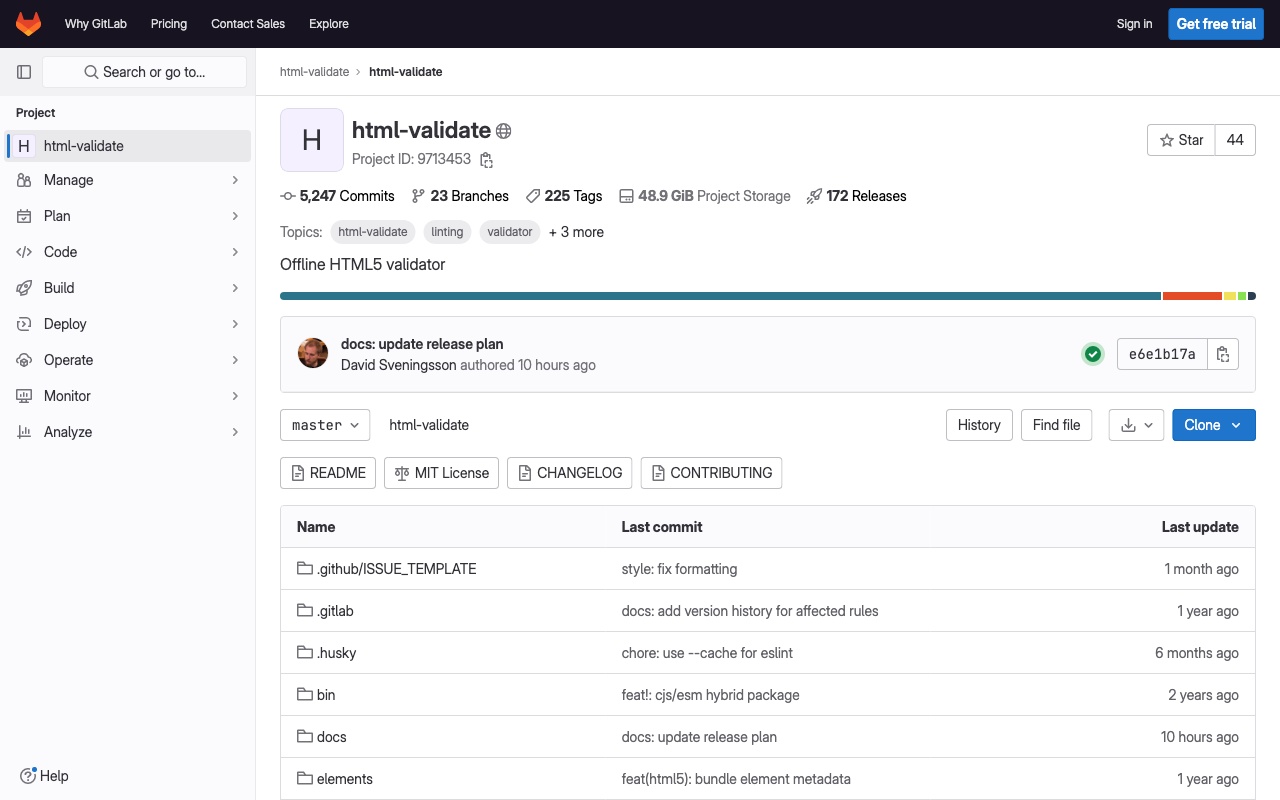 Why GitLab Pricing Contact Sales Explore Sign in Get free trial
Search or go to...
Project
H html-validate
Manage
Plan
Code
Build
Deploy
Operate
Monitor
Analyze
Help
html-validate › html-validate
H
html-validate
Project ID: 9713453
Star 44
5,247 Commits 23 Branches 225 Tags 48.9 GiB Project Storage 172 Releases
Topics: html-validate linting validator + 3 more
Offline HTML5 validator
docs: update release plan
David Sveningsson authored 10 hours ago
e6e1b17a
master html-validate History Find file Clone
README MIT License CHANGELOG CONTRIBUTING
Name Last commit Last update
.github/ISSUE_TEMPLATE style: fix formatting 1 month ago
.gitlab docs: add version history for affected rules 1 year ago
.husky chore: use --cache for eslint 6 months ago
bin feat!: cjs/esm hybrid package 2 years ago
docs docs: update release plan 10 hours ago
elements feat(html5): bundle element metadata 1 year ago